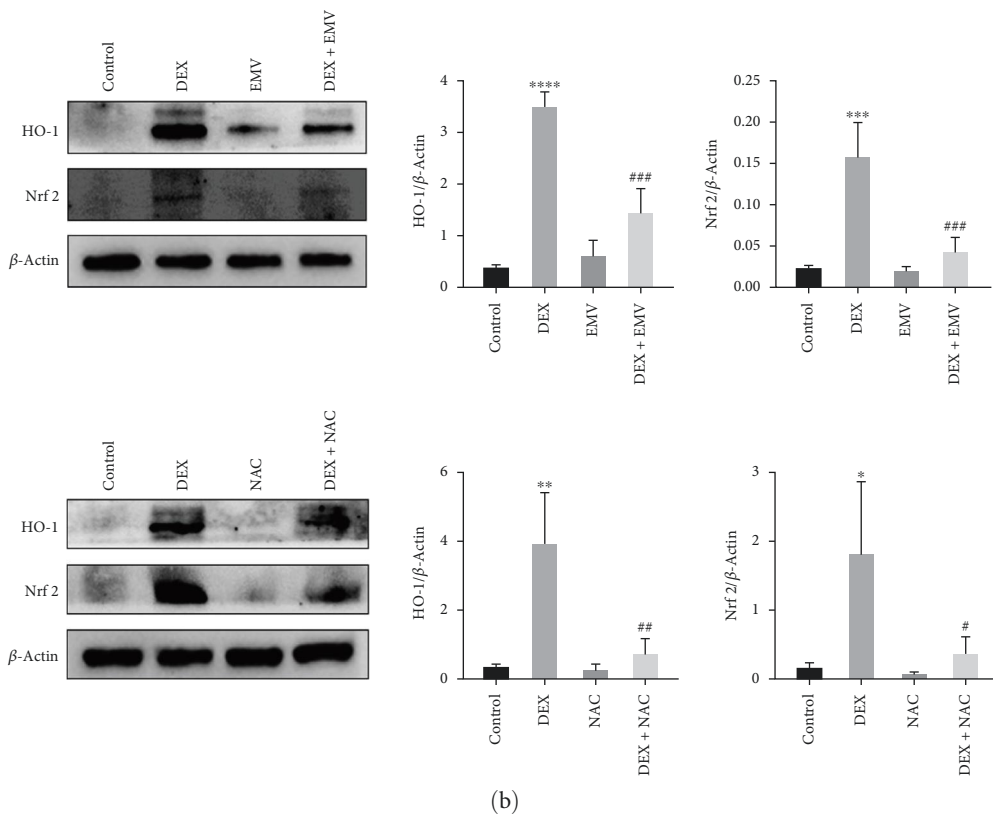 Control
DEX
EMV
DEX + EMV
HO-1
Nrf 2
β-Actin
HO-1/β-Actin
4
3
2
1
0
****
###
Control
DEX
EMV
DEX + EMV
Nrf 2/β-Actin
0.25
0.20
0.15
0.10
0.05
0.00
***
###
Control
DEX
EMV
DEX + EMV
Control
DEX
NAC
DEX + NAC
HO-1
Nrf 2
β-Actin
HO-1/β-Actin
6
4
2
0
**
##
Control
DEX
NAC
DEX + NAC
Nrf 2/β-Actin
3
2
1
0
*
#
Control
DEX
NAC
DEX + NAC
(b)